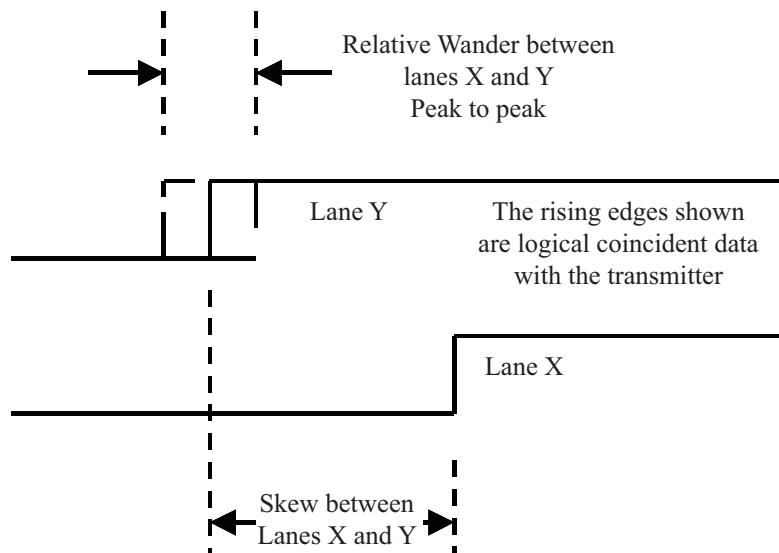 Relative Wander between
lanes X and Y
Peak to peak
Lane Y
The rising edges shown
are logical coincident data
with the transmitter
Lane X
Skew between
Lanes X and Y